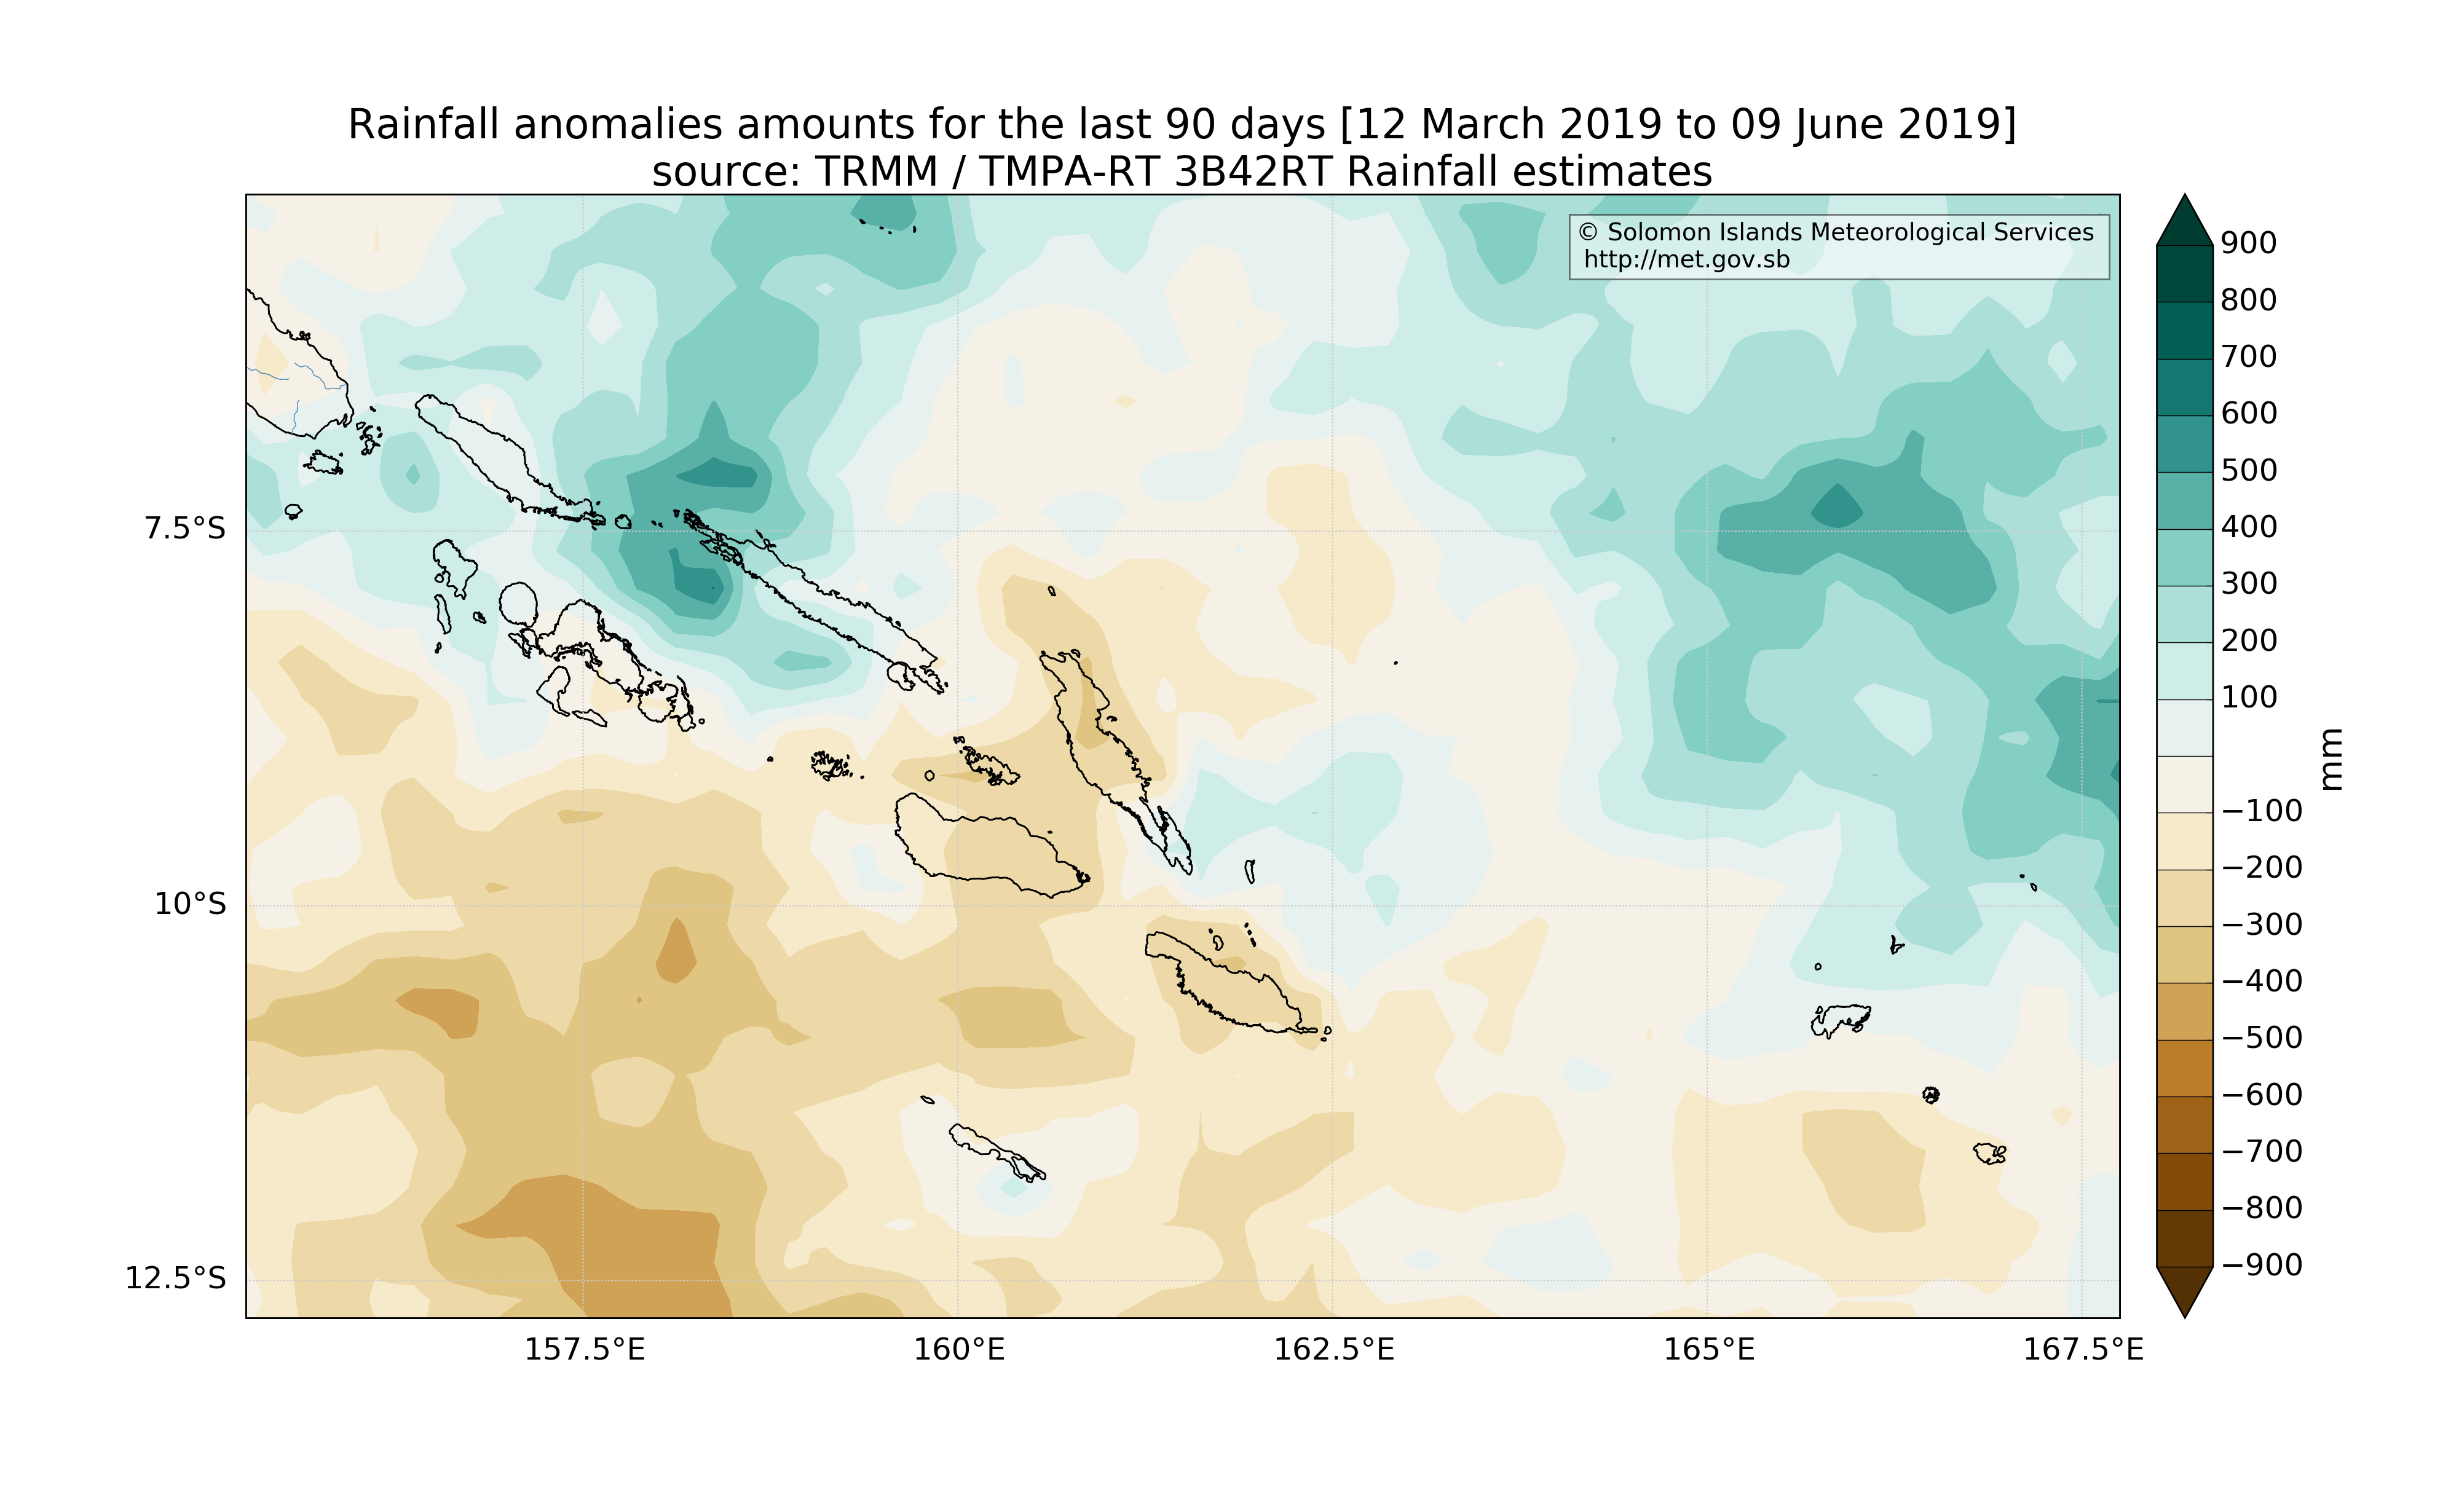 Rainfall anomalies amounts for the last 90 days [12 March 2019 to 09 June 2019]
source: TRMM / TMPA-RT 3B42RT Rainfall estimates
© Solomon Islands Meteorological Services
http://met.gov.sb
7.5°S
10°S
12.5°S
157.5°E
160°E
162.5°E
165°E
167.5°E
900
800
700
600
500
400
300
200
100
−100
−200
−300
−400
−500
−600
−700
−800
−900
mm